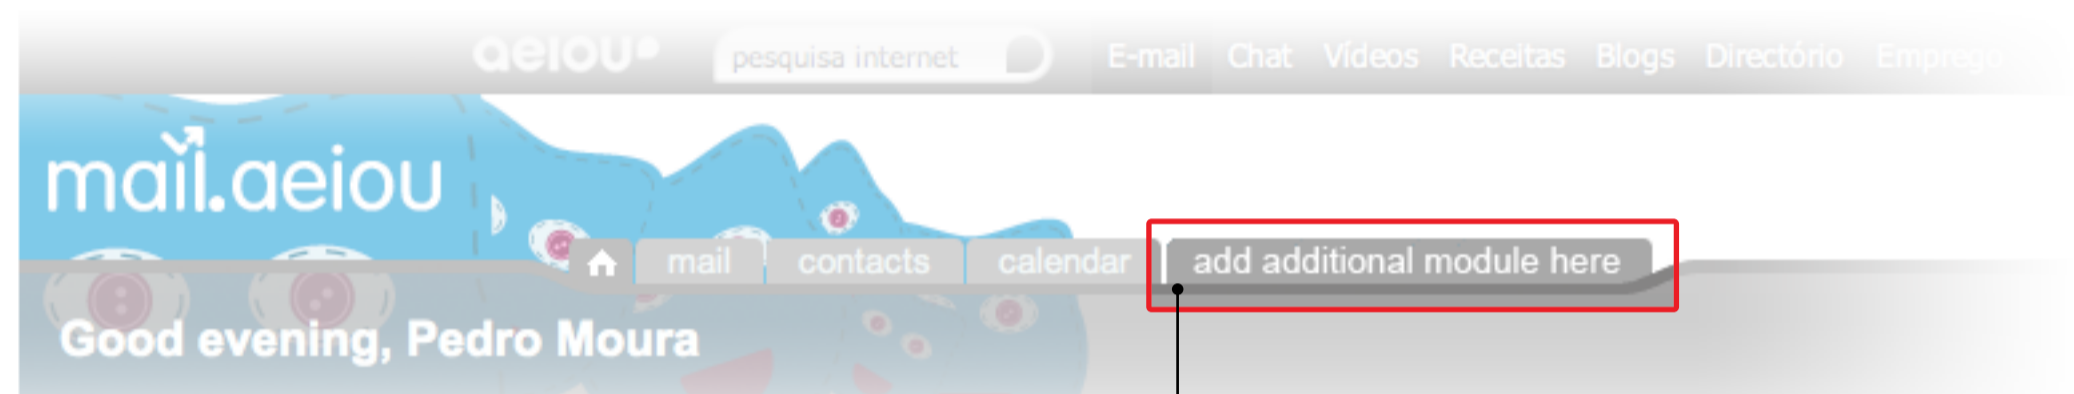 aeiou
pesquisa internet
E-mail Chat Vídeos Receitas Blogs Directório Emprego
mail.aeiou
mail contacts calendar add additional module here
Good evening, Pedro Moura